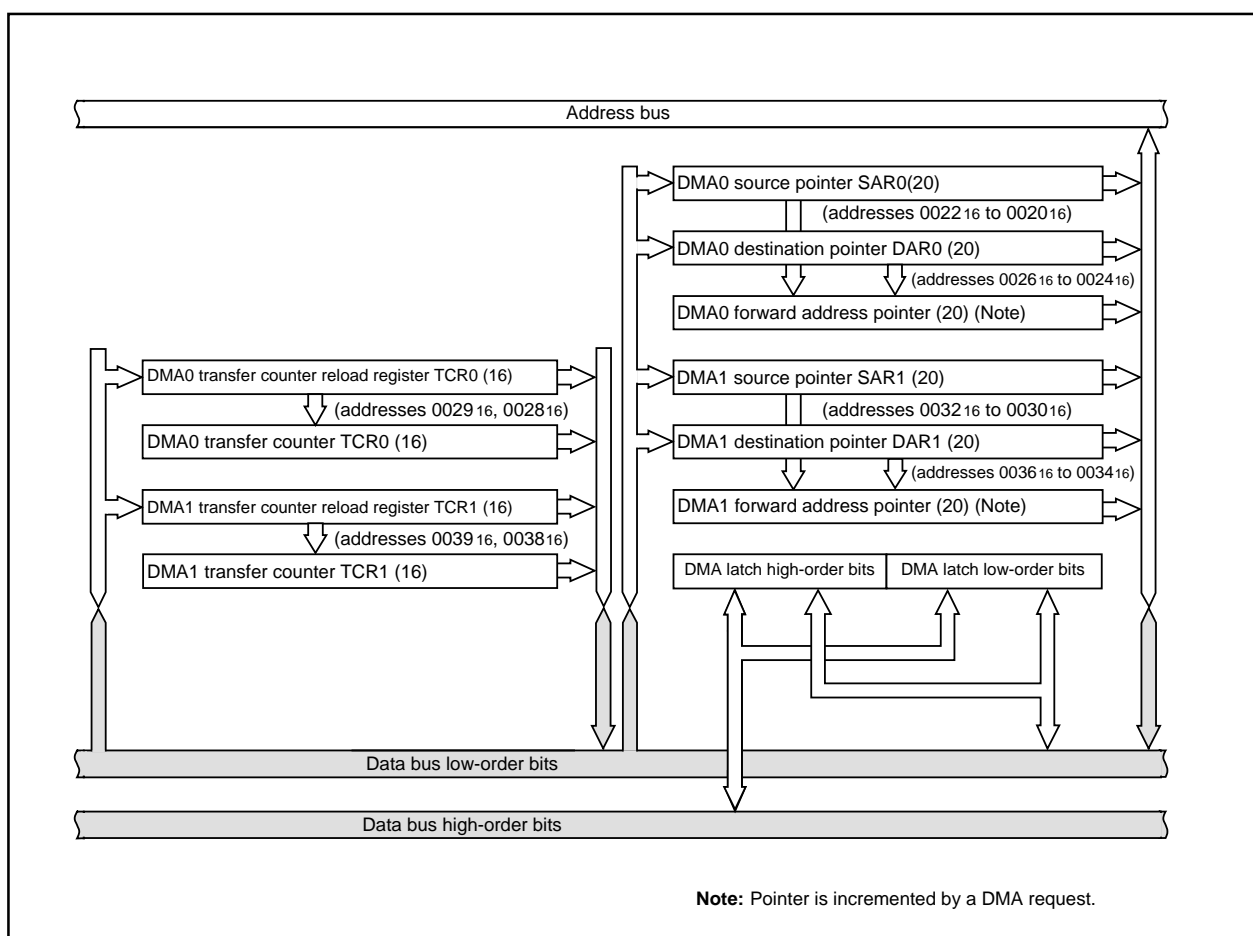 Address bus
DMA0 source pointer SAR0(20)
(addresses 0022 16 to 0020 16)
DMA0 destination pointer DAR0 (20)
(addresses 0026 16 to 0024 16)
DMA0 forward address pointer (20) (Note)
DMA0 transfer counter reload register TCR0 (16)
(addresses 0029 16, 0028 16)
DMA0 transfer counter TCR0 (16)
DMA1 transfer counter reload register TCR1 (16)
(addresses 0039 16, 0038 16)
DMA1 transfer counter TCR1 (16)
DMA1 source pointer SAR1 (20)
(addresses 0032 16 to 0030 16)
DMA1 destination pointer DAR1 (20)
(addresses 0036 16 to 0034 16)
DMA1 forward address pointer (20) (Note)
DMA latch high-order bits
DMA latch low-order bits
Data bus low-order bits
Data bus high-order bits
Note: Pointer is incremented by a DMA request.